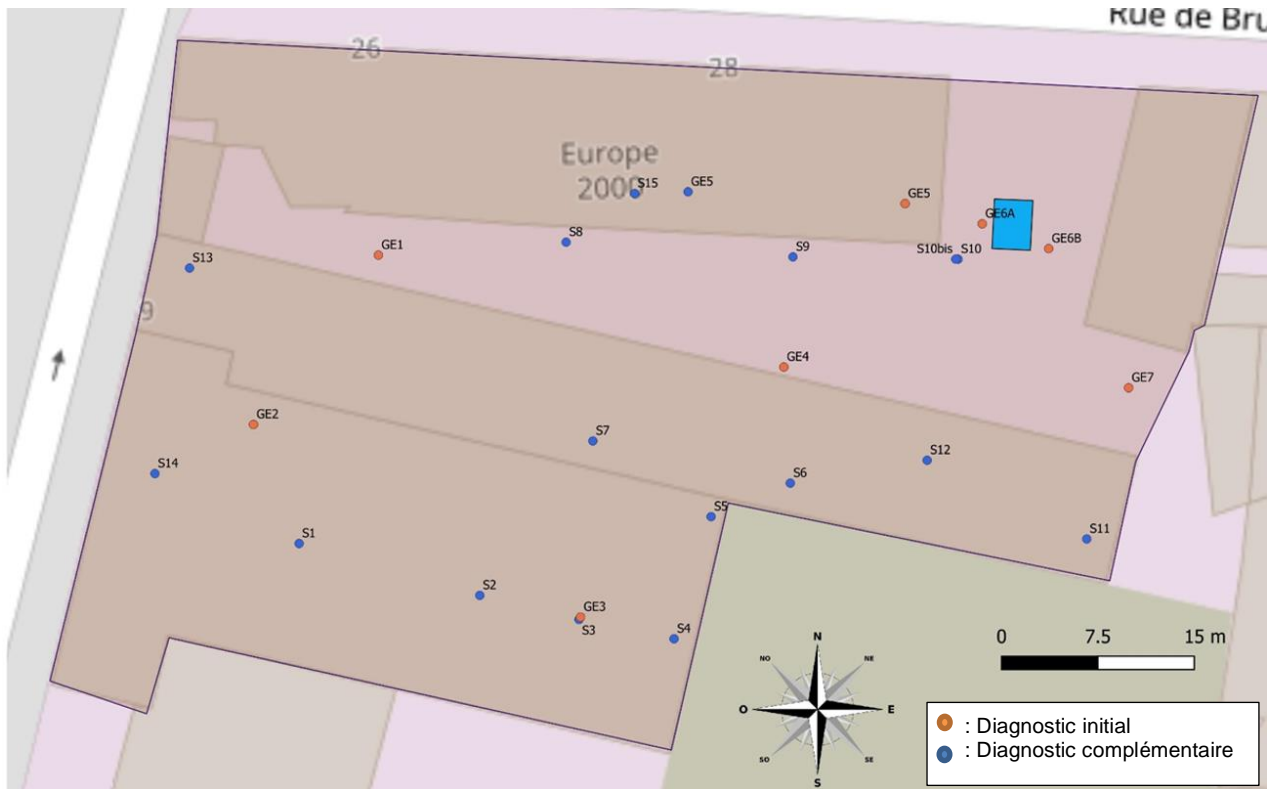 Rue de Bru
26
28
Europe
2000
S15
GE5
GE5
GE6A
GE6B
S8
GE1
S9
S10bis
S10
S13
9
GE4
GE7
GE2
S7
S12
S14
S6
S5
S11
S1
S2
GE3
S3
S4
0 7.5 15 m
N
NO
NE
O
E
SO
SE
S
: Diagnostic initial
: Diagnostic complémentaire